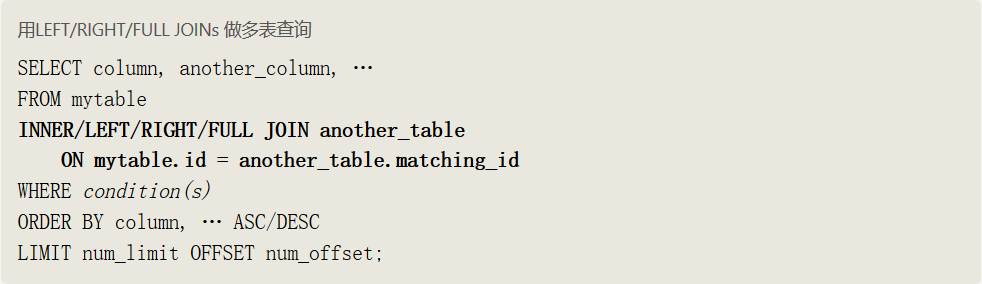 用LEFT/RIGHT/FULL JOINs 做多表查询
SELECT column, another_column, …
FROM mytable
INNER/LEFT/RIGHT/FULL JOIN another_table
ON mytable.id = another_table.matching_id
WHERE condition(s)
ORDER BY column, … ASC/DESC
LIMIT num_limit OFFSET num_offset;